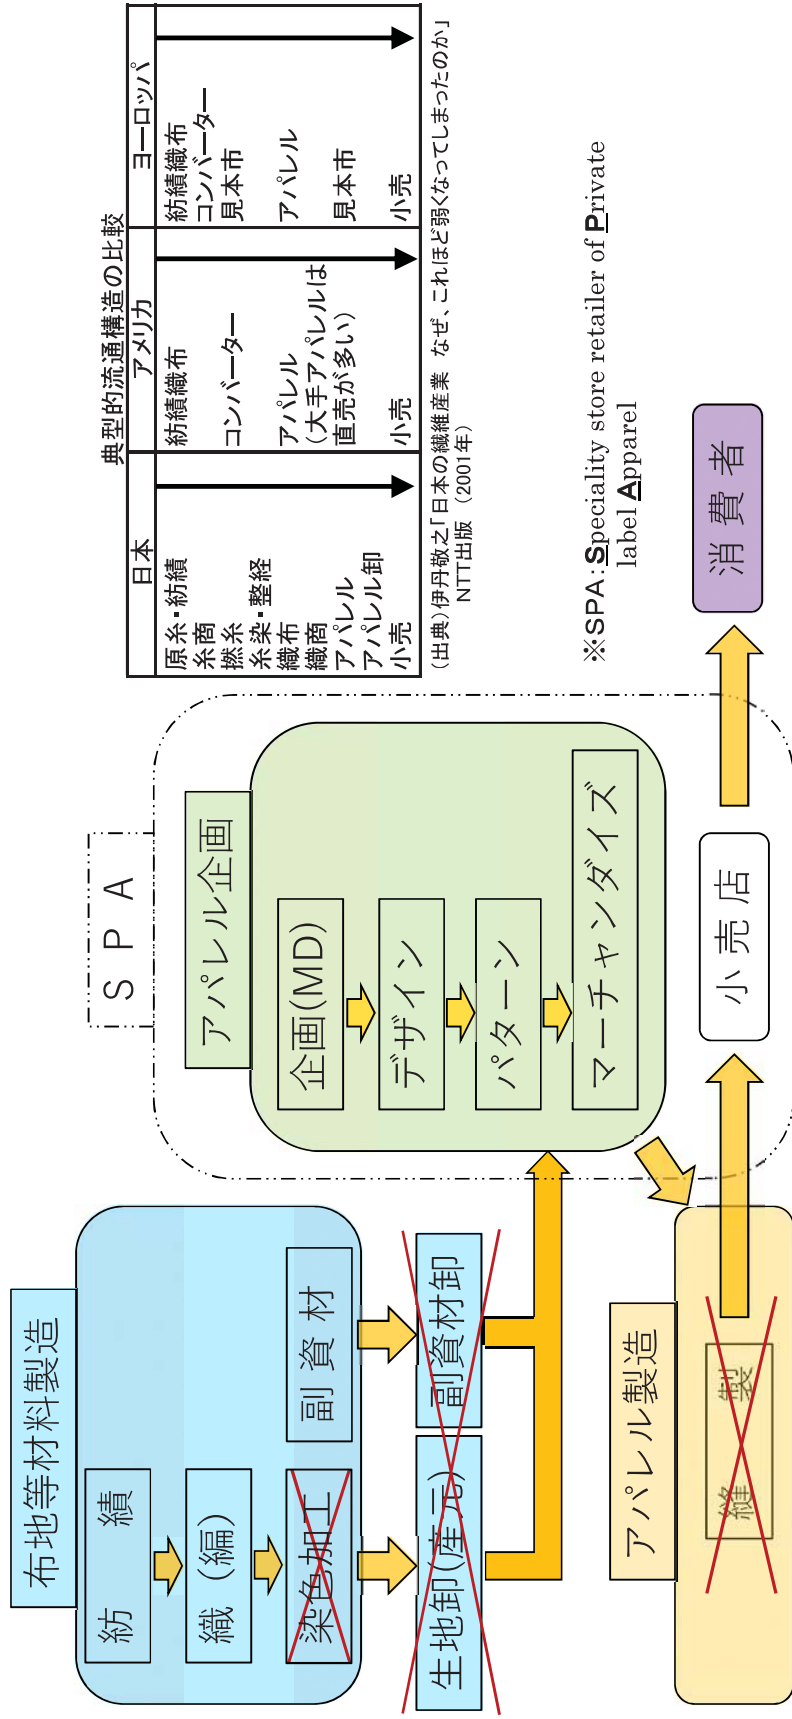 布地等材料製造
紡績
織(編)
染色加工
副資材
生地卸(産元)
副資材卸
アパレル製造
縫製
SPA
アパレル企画
企画(MD)
デザイン
パターン
マーチャンダイズ
小売店
消費者
典型的流通構造の比較
日本
アメリカ
ヨーロッパ
原糸・紡績
糸商
撚糸
糸染・整経
織布
織商
アパレル
アパレル卸
小売
紡績織布
コンバーター
アパレル
(大手アパレルは
直売が多い)
小売
紡績織布
コンバーター
見本市
アパレル
見本市
小売
(出典)伊丹敬之「日本の繊維産業 なぜ、これほど弱くなってしまったのか」
NTT出版 (2001年)
※SPA:Speciality store retailer of Private
label Apparel